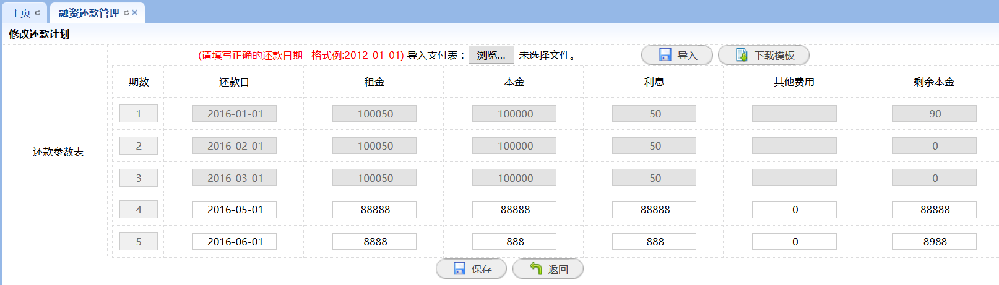 主页 融资还款管理
修改还款计划
(请填写正确的还款日期--格式例:2012-01-01) 导入支付表： 浏览... 未选择文件。 导入 下载模板
期数 还款日 租金 本金 利息 其他费用 剩余本金
1 2016-01-01 100050 100000 50 90
2 2016-02-01 100050 100000 50 0
还款参数表
3 2016-03-01 100050 100000 50 0
4 2016-05-01 88888 88888 88888 0 88888
5 2016-06-01 8888 888 888 0 8988
保存 返回